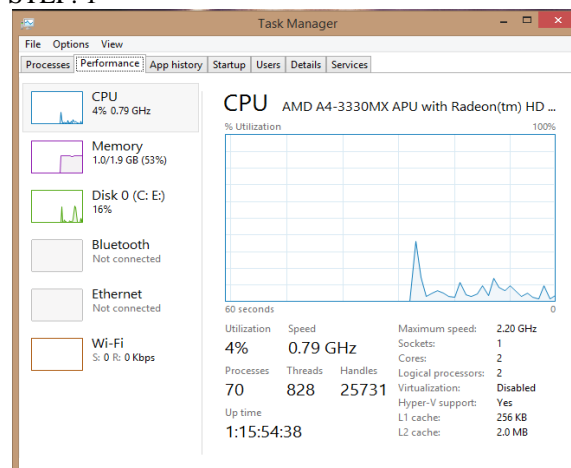 Task Manager
File Options View
Processes Performance App history Startup Users Details Services
CPU
4% 0.79 GHz
Memory
1.0/1.9 GB (53%)
Disk 0 (C: E:)
16%
Bluetooth
Not connected
Ethernet
Not connected
Wi-Fi
S: 0 R: 0 Kbps
CPU AMD A4-3330MX APU with Radeon(tm) HD ...
% Utilization 100%
60 seconds 0
Utilization Speed
4% 0.79 GHz
Processes Threads Handles
70 828 25731
Up time
1:15:54:38
Maximum speed: 2.20 GHz
Sockets: 1
Cores: 2
Logical processors: 2
Virtualization: Disabled
Hyper-V support: Yes
L1 cache: 256 KB
L2 cache: 2.0 MB